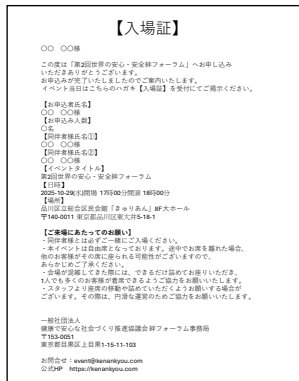 【入場証】
○○　○○様
この度は「第2回世界の安心・安全絆フォーラム」へお申し込み
いただきありがとうございます。
お申込みが完了いたしましたのでご案内いたします。
イベント当日はこちらのハガキ【入場証】を受付にてご掲示ください。
【お申込者氏名】
○○　○○様
【お申込み人数】
○名
【同伴者様氏名①】
○○　○○様
【同伴者様氏名②】
○○　○○様
【イベントタイトル】
第2回世界の安心・安全絆フォーラム
【日時】
2025-10-29(水)開場 17時00分開演 18時00分
【場所】
品川区立総合区民会館「きゅりあん」8F大ホール
〒140-0011 東京都品川区東大井5-18-1
【ご来場にあたってのお願い】
・同伴者様とは必ずご一緒にご入場ください。
・本イベントは自由席となっております。途中でお席を離れた場合、
他のお客様がその席に座られる可能性がございますので、
あらかじめご了承ください。
・会場が混雑してきた際には、できるだけ詰めてお座りいただき、
1人でも多くのお客様が着席できるようご協力をお願いいたします。
・スタッフより座席の移動や詰めていただくようお願いする場合が
ございます。その際は、円滑な運営のためご協力をお願いいたします。
一般社団法人
健康で安心な社会づくり推進協議会 絆フォーラム事務局
〒153-0051
東京都目黒区上目黒1-15-11-103
お問合せ：event@kenankyou.com
公式HP　https://kenankyou.com